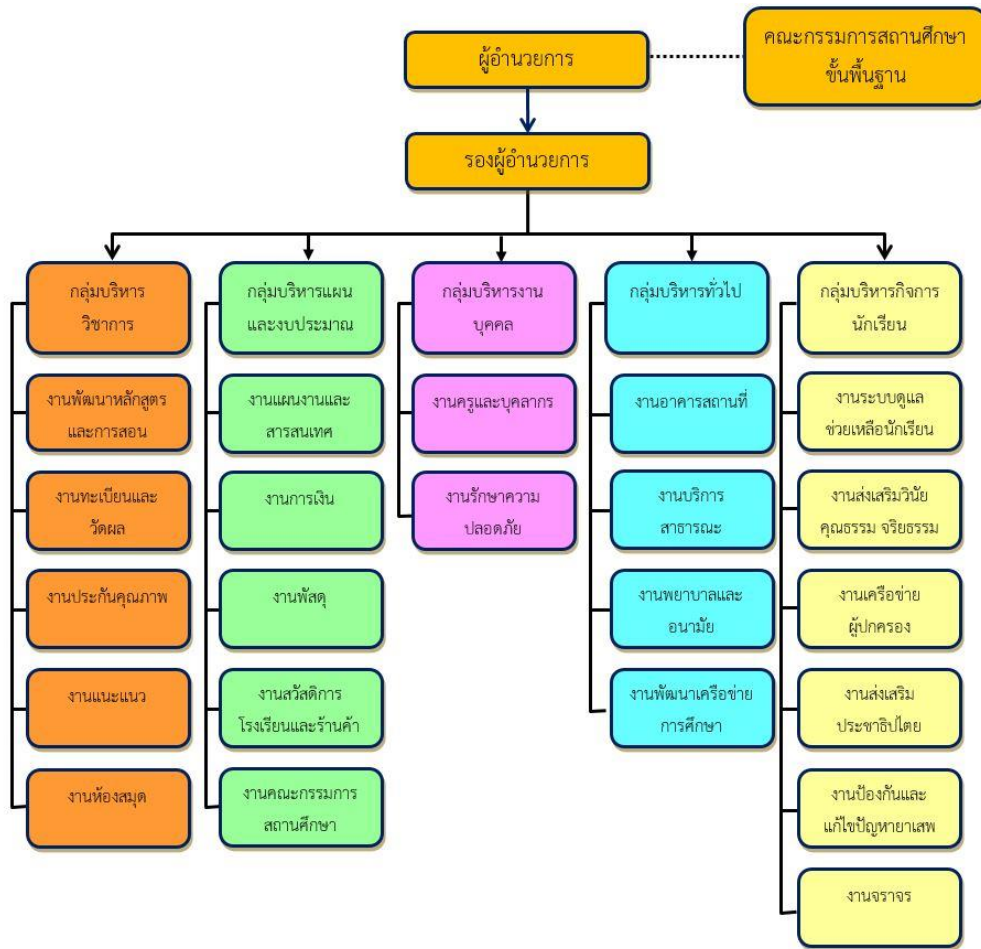 ผู้อำนวยการ
คณะกรรมการสถานศึกษา
ขั้นพื้นฐาน
รองผู้อำนวยการ
กลุ่มบริหาร
วิชาการ
งานพัฒนาหลักสูตร
และการสอน
งานทะเบียนและ
วัดผล
งานประกันคุณภาพ
งานแนะแนว
งานห้องสมุด
กลุ่มบริหารแผน
และงบประมาณ
งานแผนงานและ
สารสนเทศ
งานการเงิน
งานพัสดุ
งานสวัสดิการ
โรงเรียนและร้านค้า
งานคณะกรรมการ
สถานศึกษา
กลุ่มบริหารงาน
บุคคล
งานครูและบุคลากร
งานรักษาความ
ปลอดภัย
กลุ่มบริหารทั่วไป
งานอาคารสถานที่
งานบริการ
สาธารณะ
งานพยาบาลและ
อนามัย
งานพัฒนาเครือข่าย
การศึกษา
กลุ่มบริหารกิจการ
นักเรียน
งานระบบดูแล
ช่วยเหลือนักเรียน
งานส่งเสริมวินัย
คุณธรรม จริยธรรม
งานเครือข่าย
ผู้ปกครอง
งานส่งเสริม
ประชาธิปไตย
งานป้องกันและ
แก้ไขปัญหายาเสพ
งานจราจร